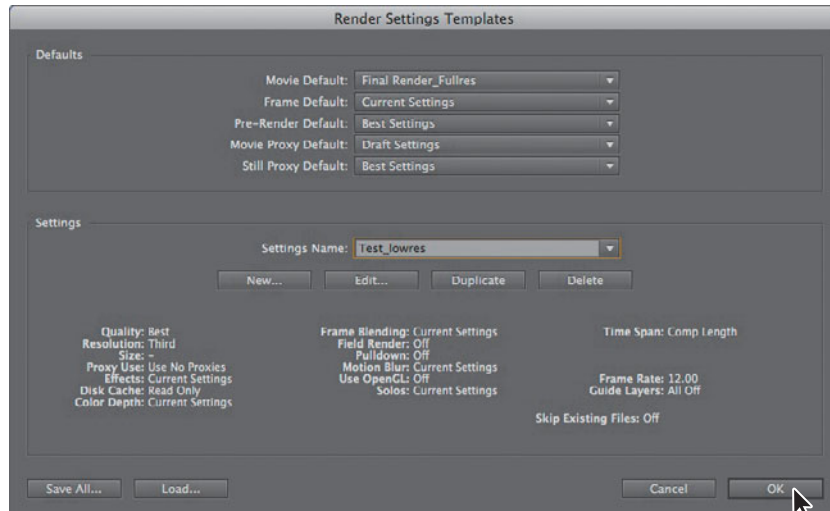 Render Settings Templates
Defaults
Movie Default: Final Render_Fullres
Frame Default: Current Settings
Pre-Render Default: Best Settings
Movie Proxy Default: Draft Settings
Still Proxy Default: Best Settings
Settings
Settings Name: Test_lowres
New... Edit... Duplicate Delete
Quality: Best
Resolution: Third
Size: -
Proxy Use: Use No Proxies
Effects: Current Settings
Disk Cache: Read Only
Color Depth: Current Settings
Frame Blending: Current Settings
Field Render: Off
Pulldown: Off
Motion Blur: Current Settings
Use OpenGL: Off
Solos: Current Settings
Time Span: Comp Length
Frame Rate: 12.00
Guide Layers: All Off
Skip Existing Files: Off
Save All... Load... Cancel OK